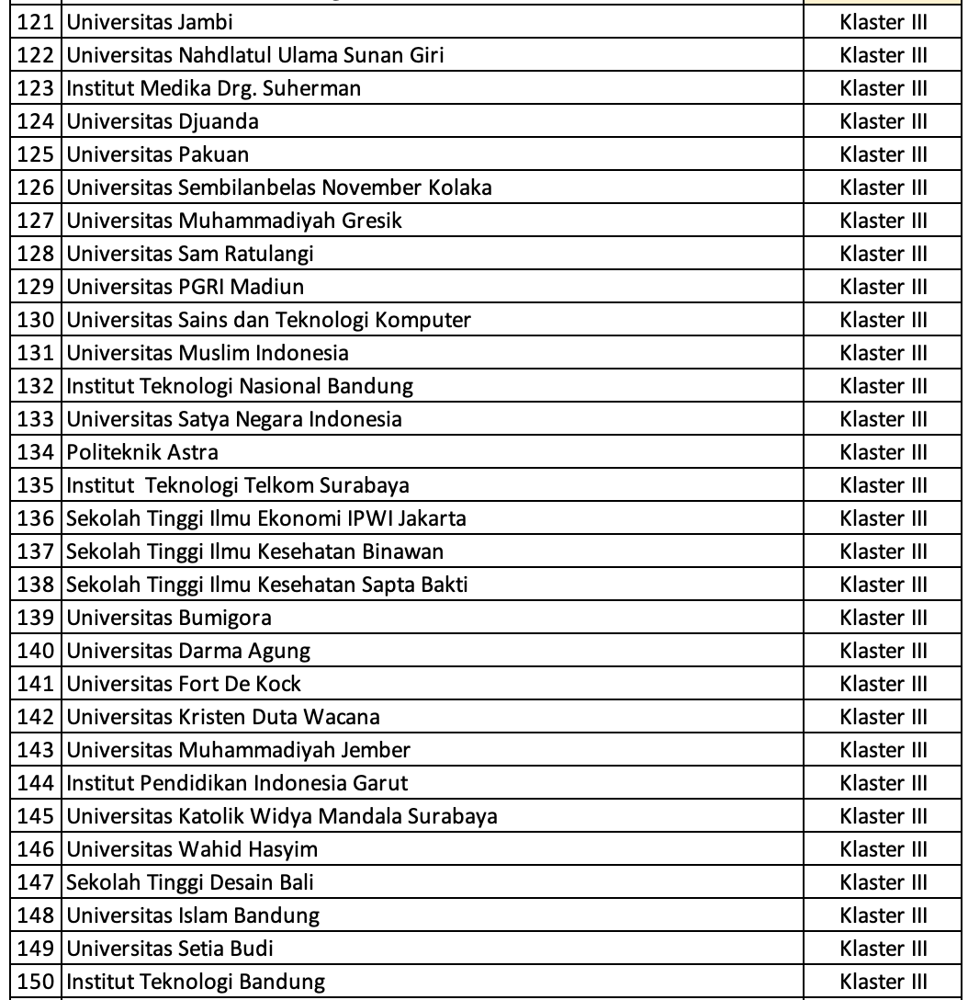 121 Universitas Jambi Klaster III
122 Universitas Nahdlatul Ulama Sunan Giri Klaster III
123 Institut Medika Drg. Suherman Klaster III
124 Universitas Djuanda Klaster III
125 Universitas Pakuan Klaster III
126 Universitas Sembilanbelas November Kolaka Klaster III
127 Universitas Muhammadiyah Gresik Klaster III
128 Universitas Sam Ratulangi Klaster III
129 Universitas PGRI Madiun Klaster III
130 Universitas Sains dan Teknologi Komputer Klaster III
131 Universitas Muslim Indonesia Klaster III
132 Institut Teknologi Nasional Bandung Klaster III
133 Universitas Satya Negara Indonesia Klaster III
134 Politeknik Astra Klaster III
135 Institut  Teknologi Telkom Surabaya Klaster III
136 Sekolah Tinggi Ilmu Ekonomi IPWI Jakarta Klaster III
137 Sekolah Tinggi Ilmu Kesehatan Binawan Klaster III
138 Sekolah Tinggi Ilmu Kesehatan Sapta Bakti Klaster III
139 Universitas Bumigora Klaster III
140 Universitas Darma Agung Klaster III
141 Universitas Fort De Kock Klaster III
142 Universitas Kristen Duta Wacana Klaster III
143 Universitas Muhammadiyah Jember Klaster III
144 Institut Pendidikan Indonesia Garut Klaster III
145 Universitas Katolik Widya Mandala Surabaya Klaster III
146 Universitas Wahid Hasyim Klaster III
147 Sekolah Tinggi Desain Bali Klaster III
148 Universitas Islam Bandung Klaster III
149 Universitas Setia Budi Klaster III
150 Institut Teknologi Bandung Klaster III